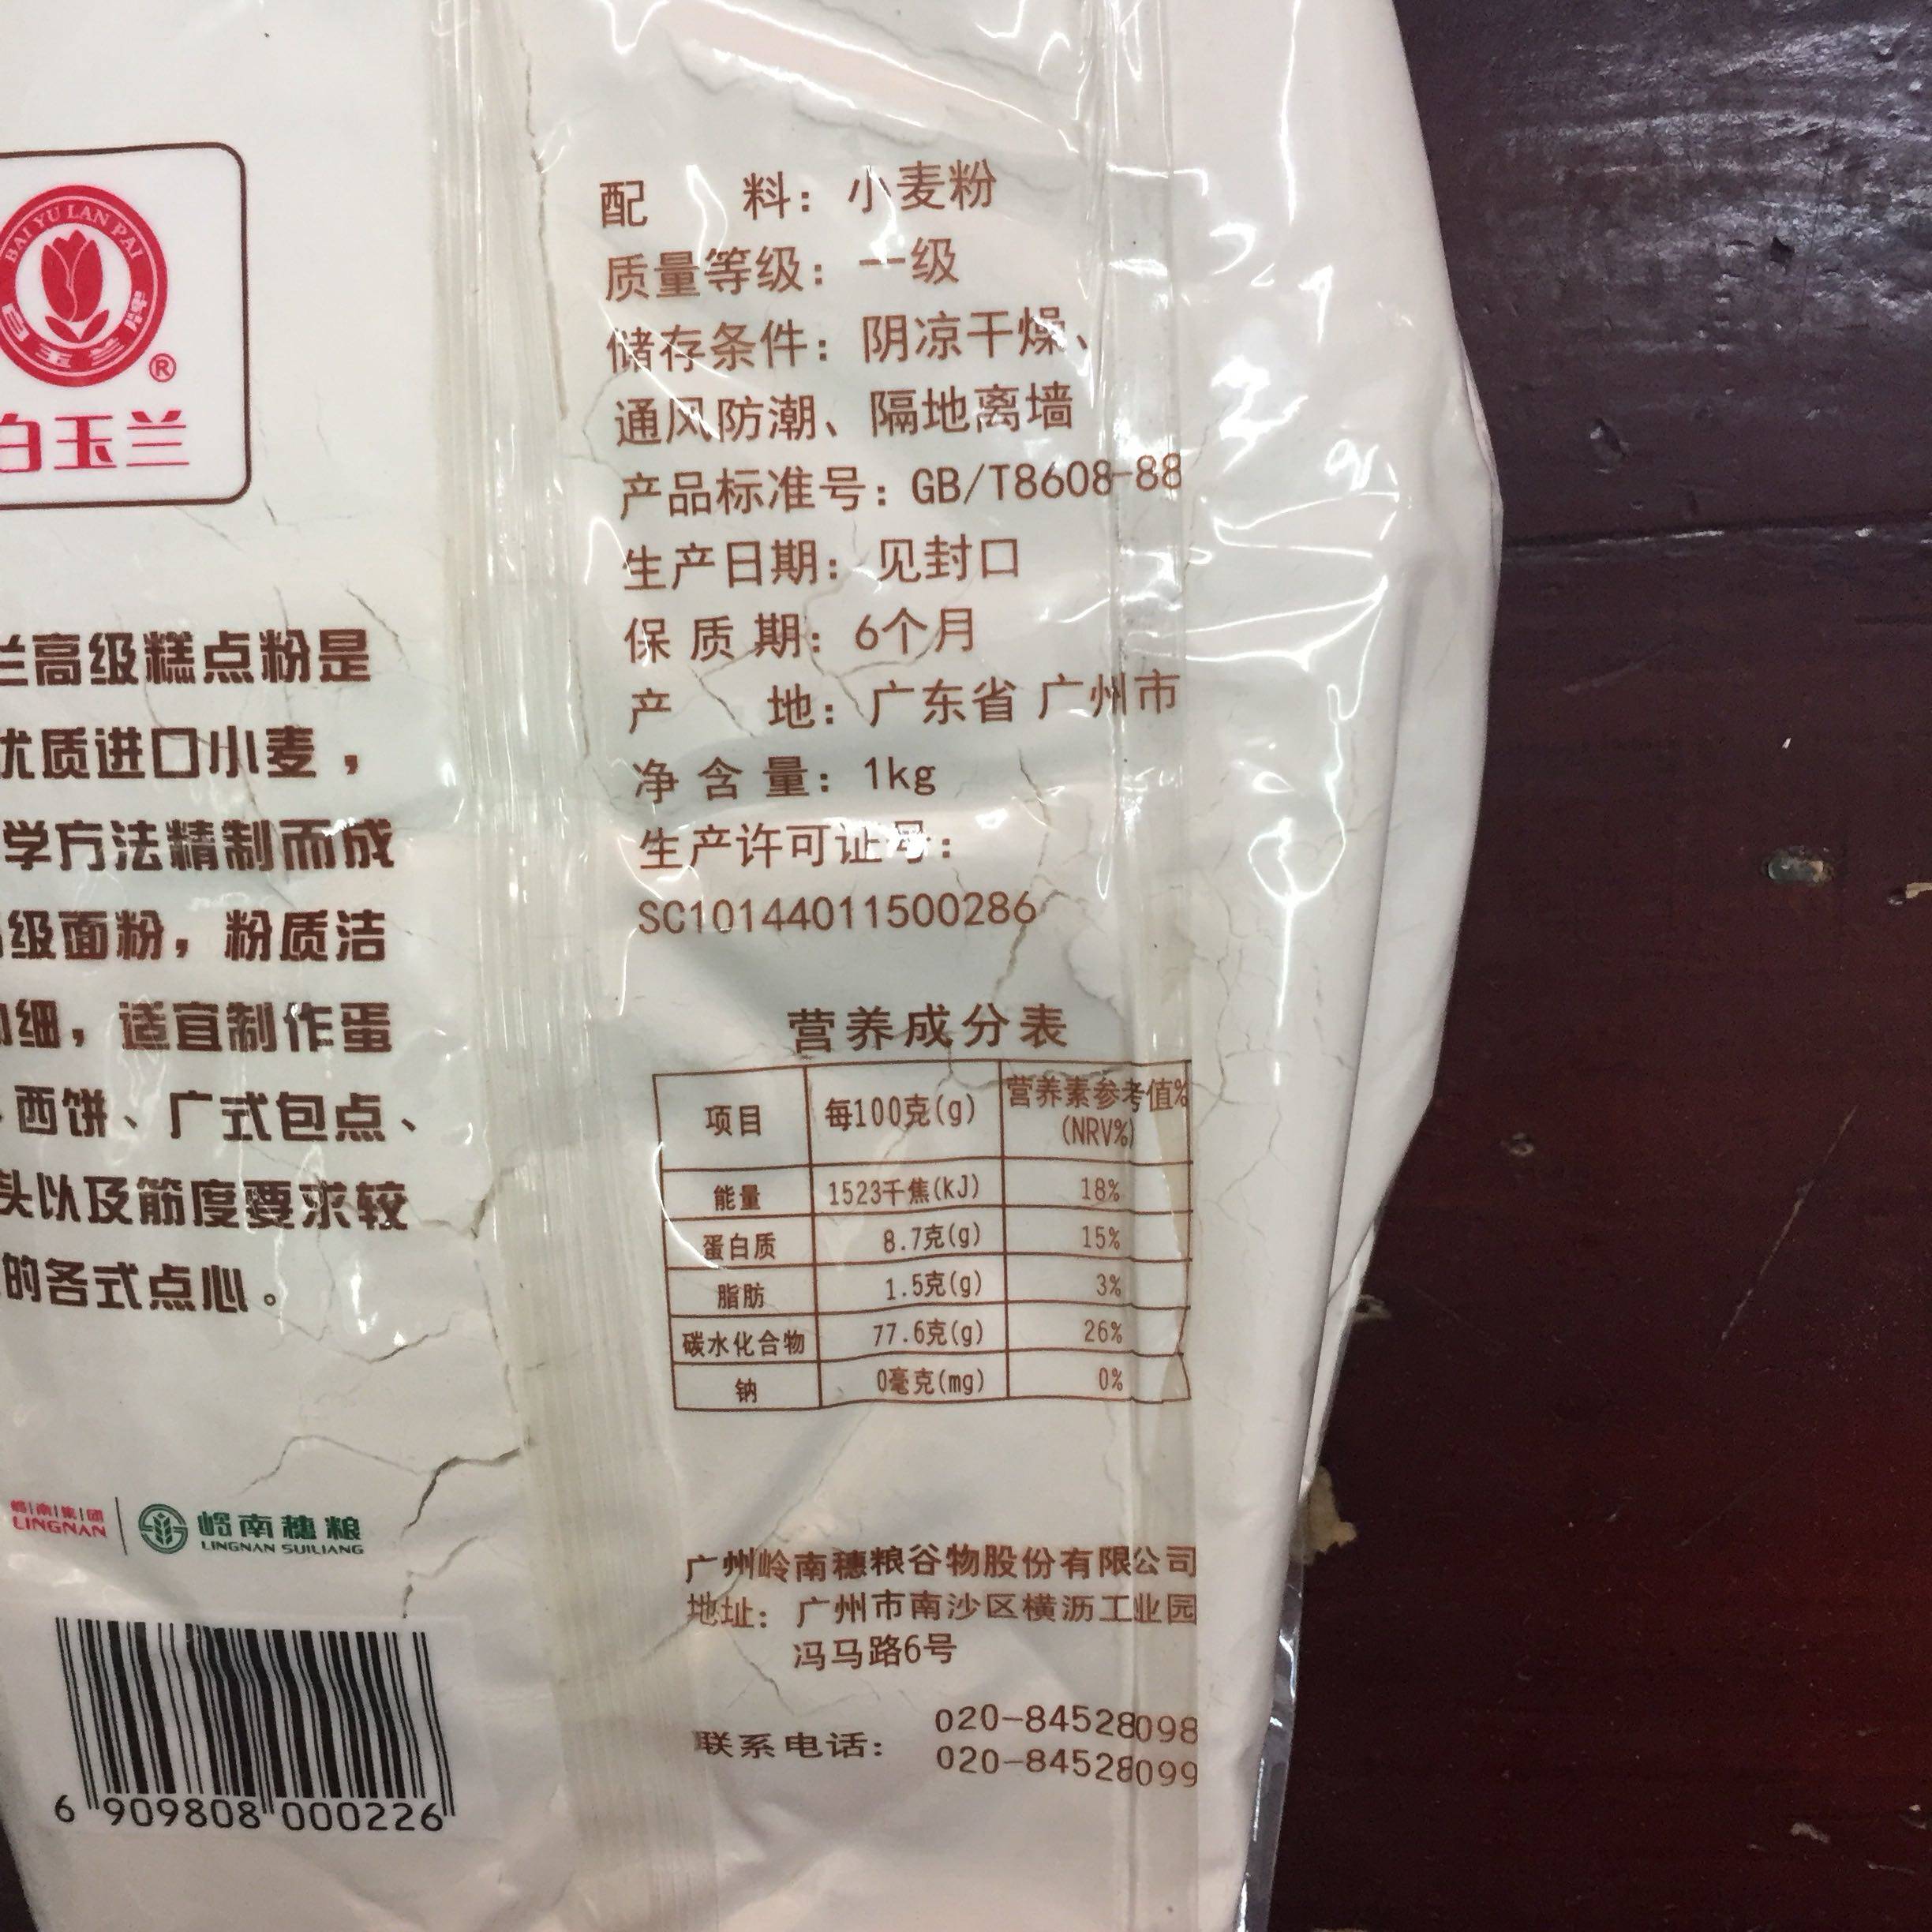 BAI YU LAN PAI
白玉兰牌
®
白玉兰
兰高级糕点粉是
优质进口小麦，
学方法精制而成
级面粉，粉质洁
细，适宜制作蛋
、西饼、广式包点、
头以及筋度要求较
的各式点心。
岭南集团
LINGNAN
岭南穗粮
LINGNAN SUILIANG
6 909808 000226
配 料：小麦粉
质量等级：一级
储存条件：阴凉干燥、
通风防潮、隔地离墙
产品标准号：GB/T8608-88
生产日期：见封口
保质期：6个月
产 地：广东省 广州市
净含量：1kg
生产许可证号：
SC10144011500286
营养成分表
项目 每100克(g) 营养素参考值%
(NRV%)
能量 1523千焦(kJ) 18%
蛋白质 8.7克(g) 15%
脂肪 1.5克(g) 3%
碳水化合物 77.6克(g) 26%
钠 0毫克(mg) 0%
广州岭南穗粮谷物股份有限公司
地址：广州市南沙区横沥工业园
冯马路6号
联系电话：020-84528098
020-84528099